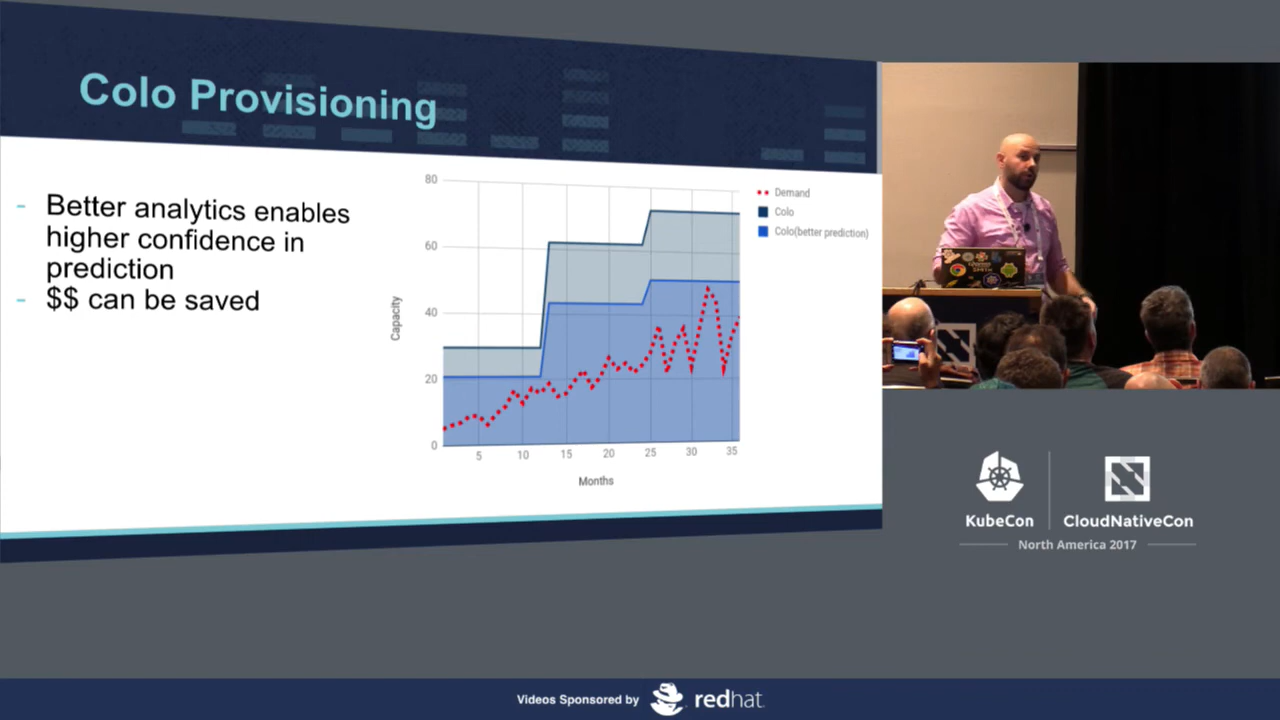 Colo Provisioning
- Better analytics enables
higher confidence in
prediction
- $$ can be saved
80
60
40
20
0
Capacity
5 10 15 20 25 30 35
Months
Demand
Colo
Colo(better prediction)
KubeCon
CloudNativeCon
North America 2017
Videos Sponsored by
redhat.